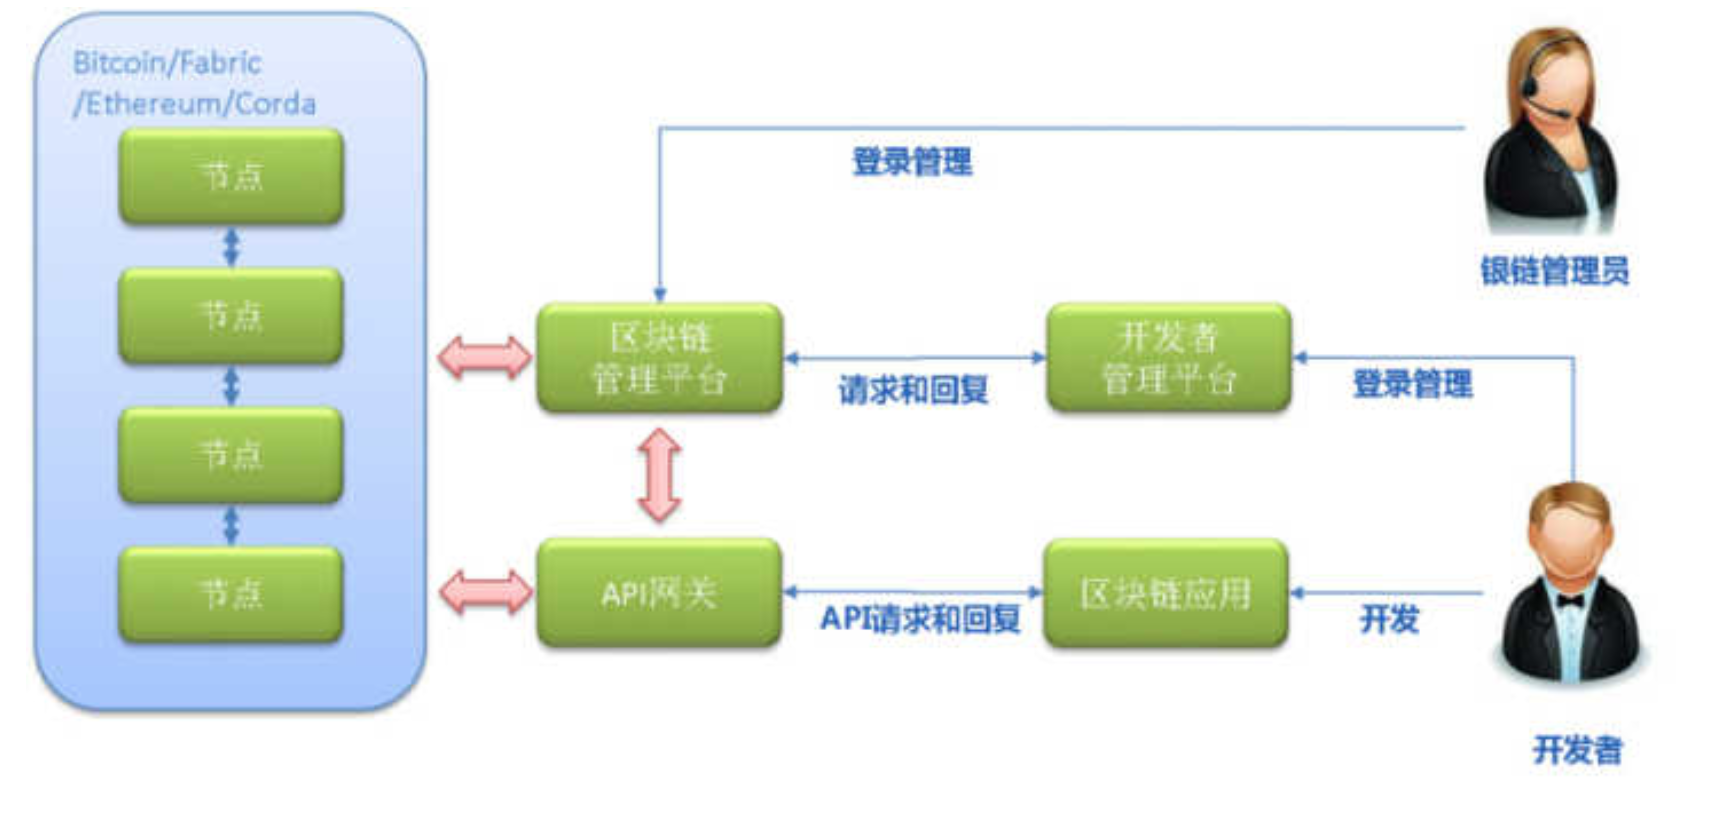 Bitcoin/Fabric
/Ethereum/Corda
节点
节点
节点
节点
登录管理
银链管理员
区块链
管理平台
请求和回复
开发者
管理平台
登录管理
API网关
API请求和回复
区块链应用
开发
开发者